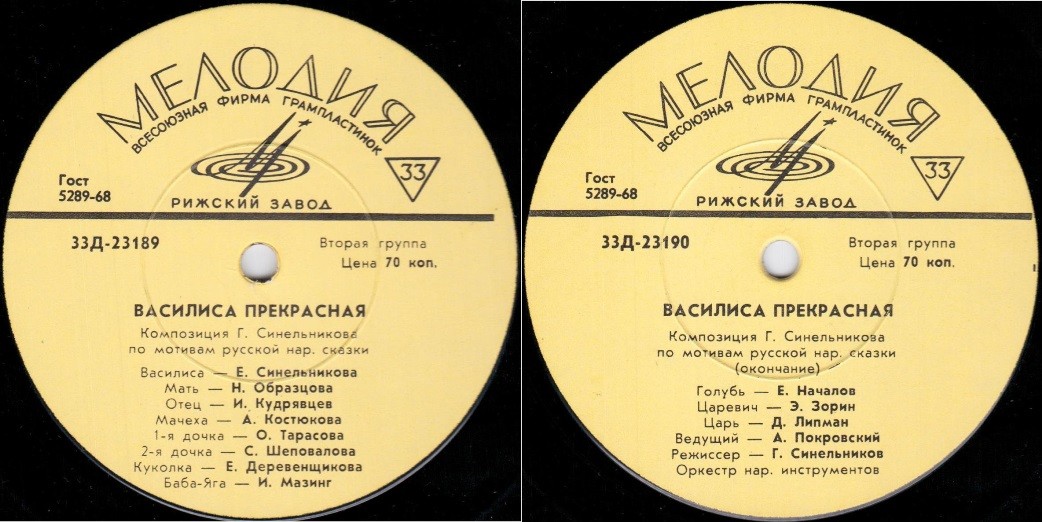 МЕЛОДИЯ
ВСЕСОЮЗНАЯ ФИРМА ГРАМПЛАСТИНОК
33
Гост
5289-68
РИЖСКИЙ ЗАВОД
33Д-23189
Вторая группа
Цена 70 коп.
ВАСИЛИСА ПРЕКРАСНАЯ
Композиция Г. Синельникова
по мотивам русской нар. сказки
Василиса — Е. Синельникова
Мать — Н. Образцова
Отец — И. Кудрявцев
Мачеха — А. Костюкова
1-я дочка — О. Тарасова
2-я дочка — С. Шеповалова
Куколка — Е. Деревенщикова
Баба-Яга — И. Мазинг
МЕЛОДИЯ
ВСЕСОЮЗНАЯ ФИРМА ГРАМПЛАСТИНОК
33
Гост
5289-68
РИЖСКИЙ ЗАВОД
33Д-23190
Вторая группа
Цена 70 коп.
ВАСИЛИСА ПРЕКРАСНАЯ
Композиция Г. Синельникова
по мотивам русской нар. сказки
(окончание)
Голубь — Е. Началов
Царевич — Э. Зорин
Царь — Д. Липман
Ведущий — А. Покровский
Режиссер — Г. Синельников
Оркестр нар. инструментов